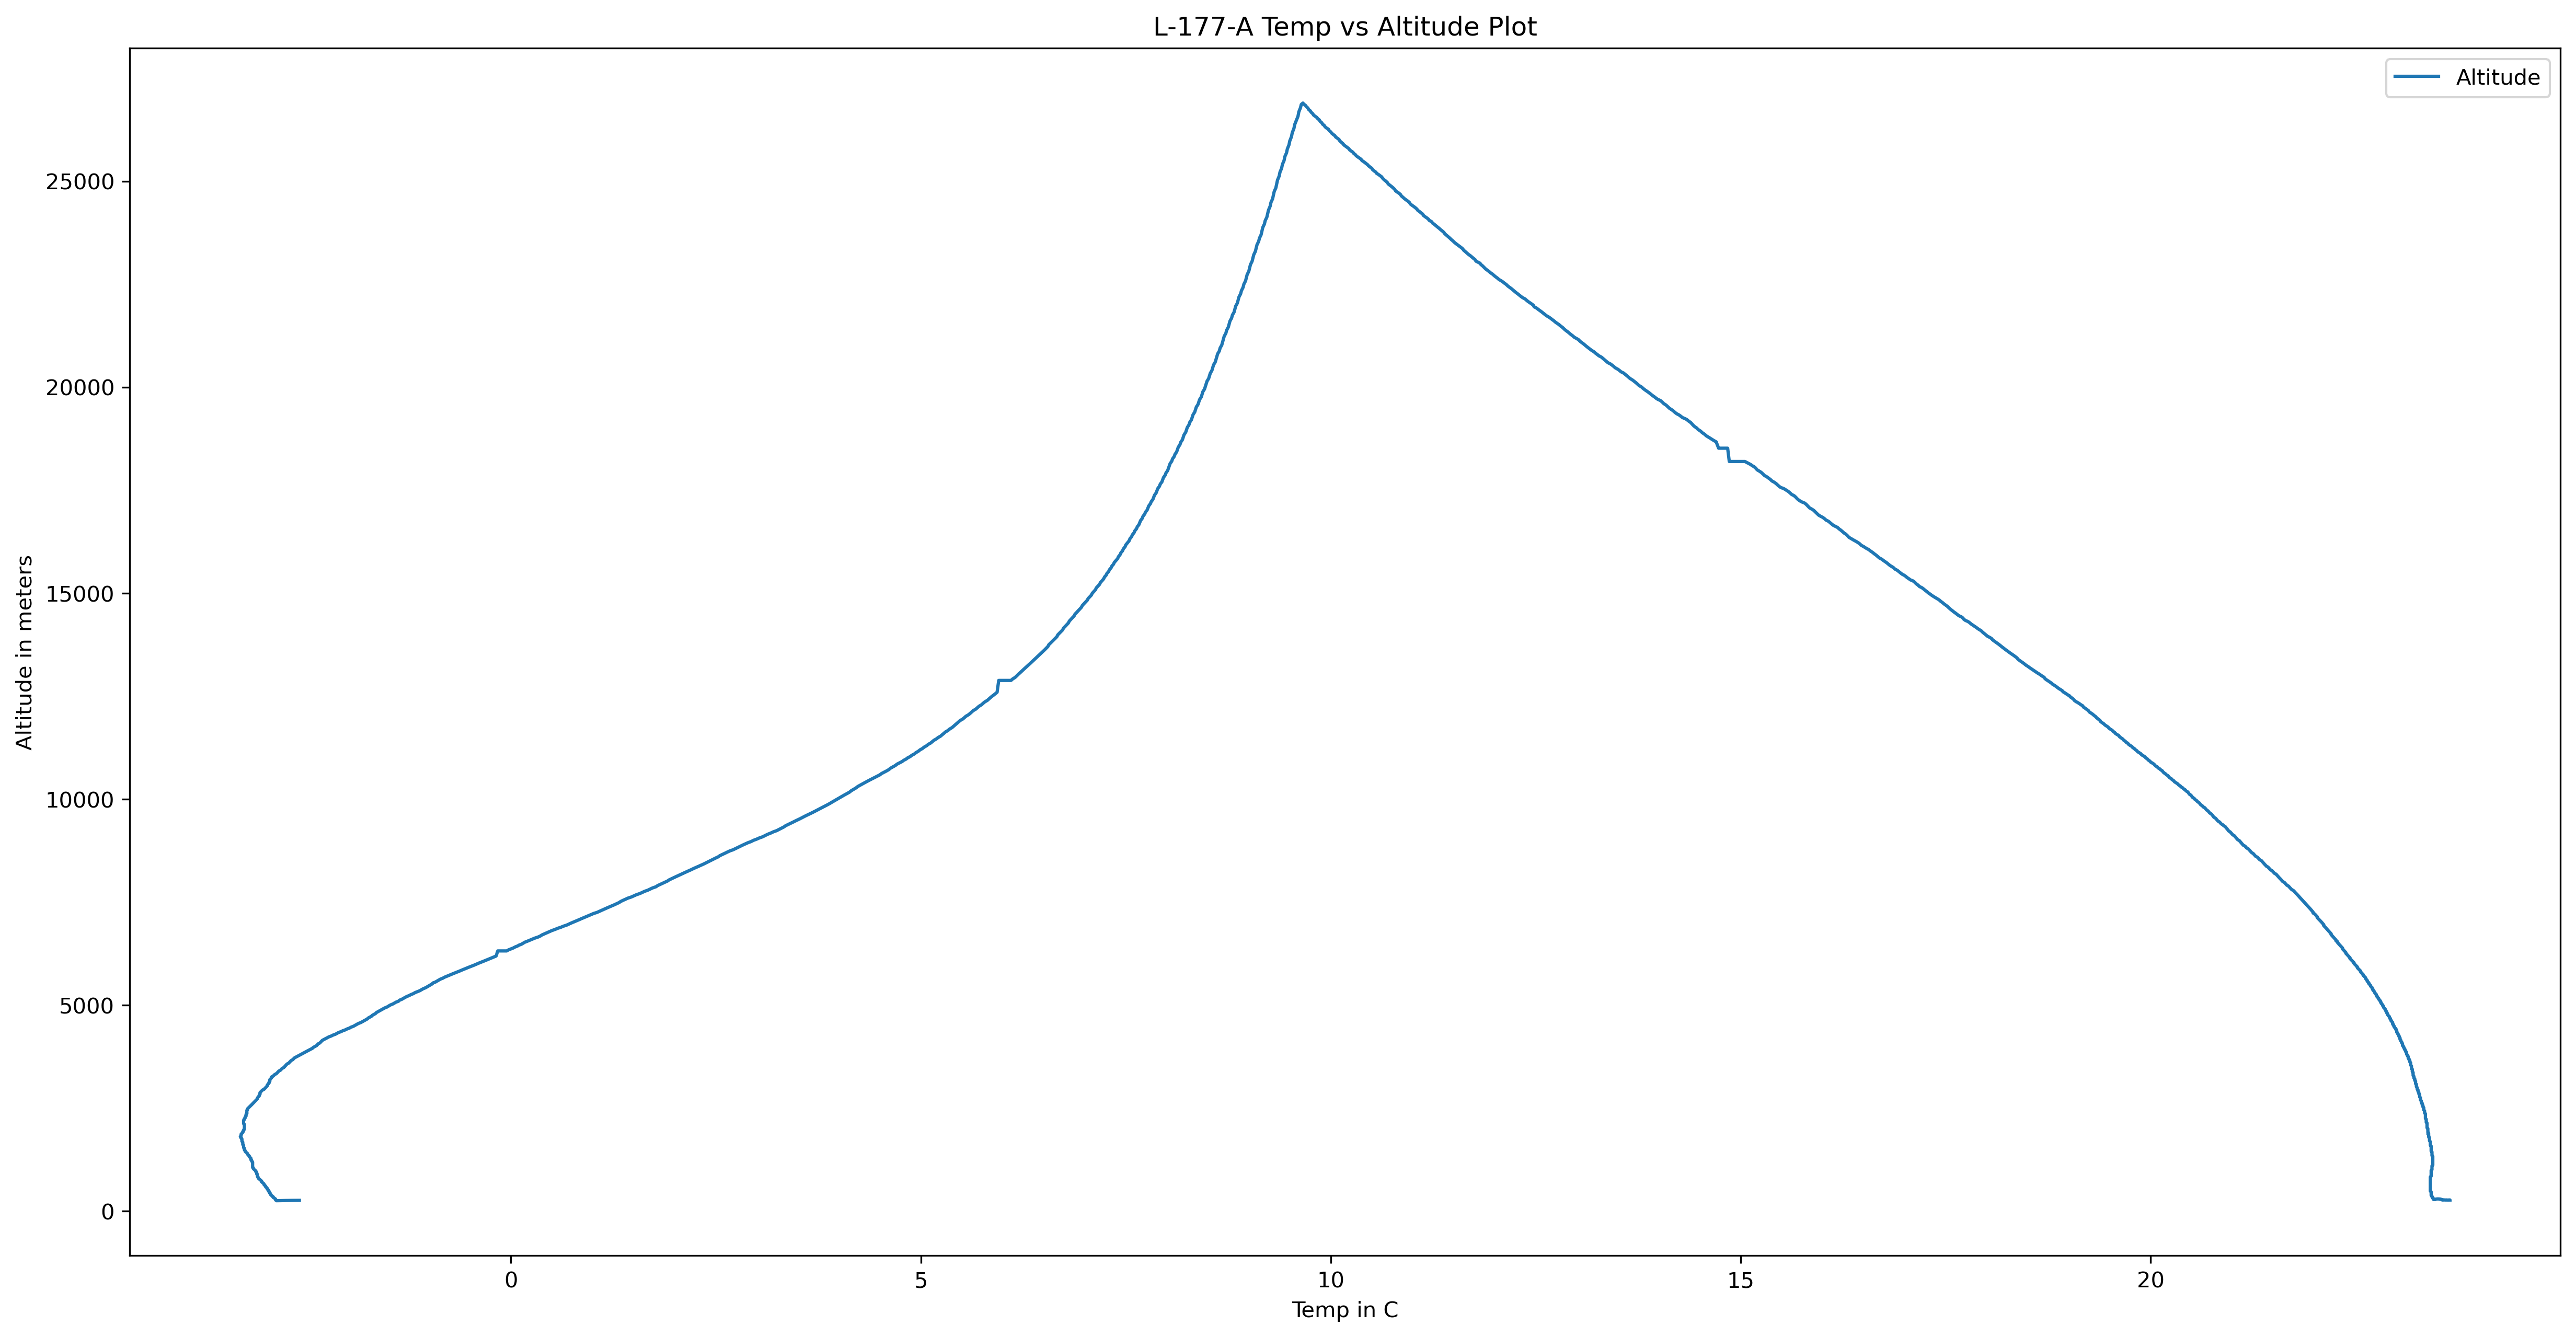 L-177-A Temp vs Altitude Plot
Altitude
25000
20000
15000
10000
5000
0
Altitude in meters
0 5 10 15 20
Temp in C